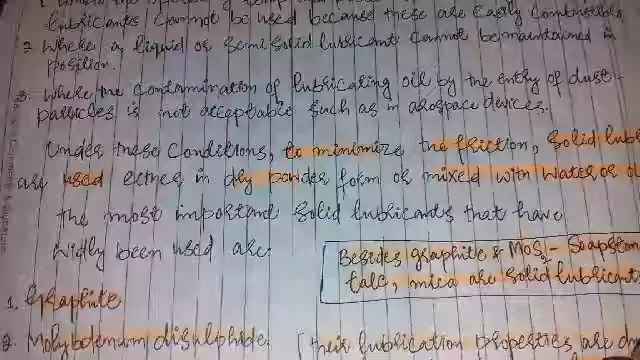 lubricants cannot be used because these are easily combustible
2. Where a liquid or semi solid lubricant cannot be maintained in
position.
3. Where the contamination of lubricating oil by the entry of dust
particles is not acceptable such as in arospace devices.
Under these conditions, to minimize the friction, solid lub
are used either in dry powder form or mixed with water or
The most important solid lubricants that have
widly been used are:
Besides graphite & MoS2 - Soapston
talc, mica are solid lubricant
1. Graphite
2. Molybdenum disulphide. (their lubrication properties are